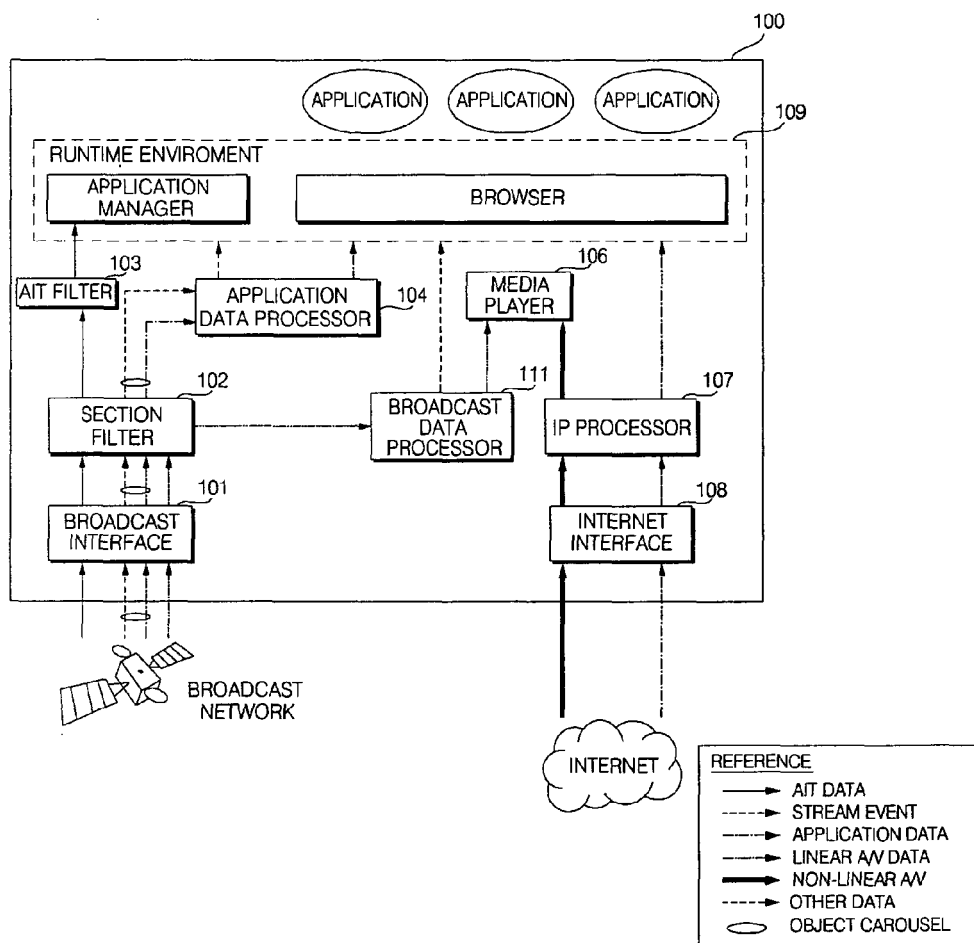 100
APPLICATION
APPLICATION
APPLICATION
109
RUNTIME ENVIROMENT
APPLICATION
MANAGER
BROWSER
103
AIT FILTER
APPLICATION
DATA PROCESSOR
104
106
MEDIA
PLAYER
102
SECTION
FILTER
111
BROADCAST
DATA
PROCESSOR
107
IP PROCESSOR
101
BROADCAST
INTERFACE
108
INTERNET
INTERFACE
BROADCAST
NETWORK
INTERNET
REFERENCE
AIT DATA
STREAM EVENT
APPLICATION DATA
LINEAR A/V DATA
NON-LINEAR A/V
OTHER DATA
OBJECT CAROUSEL